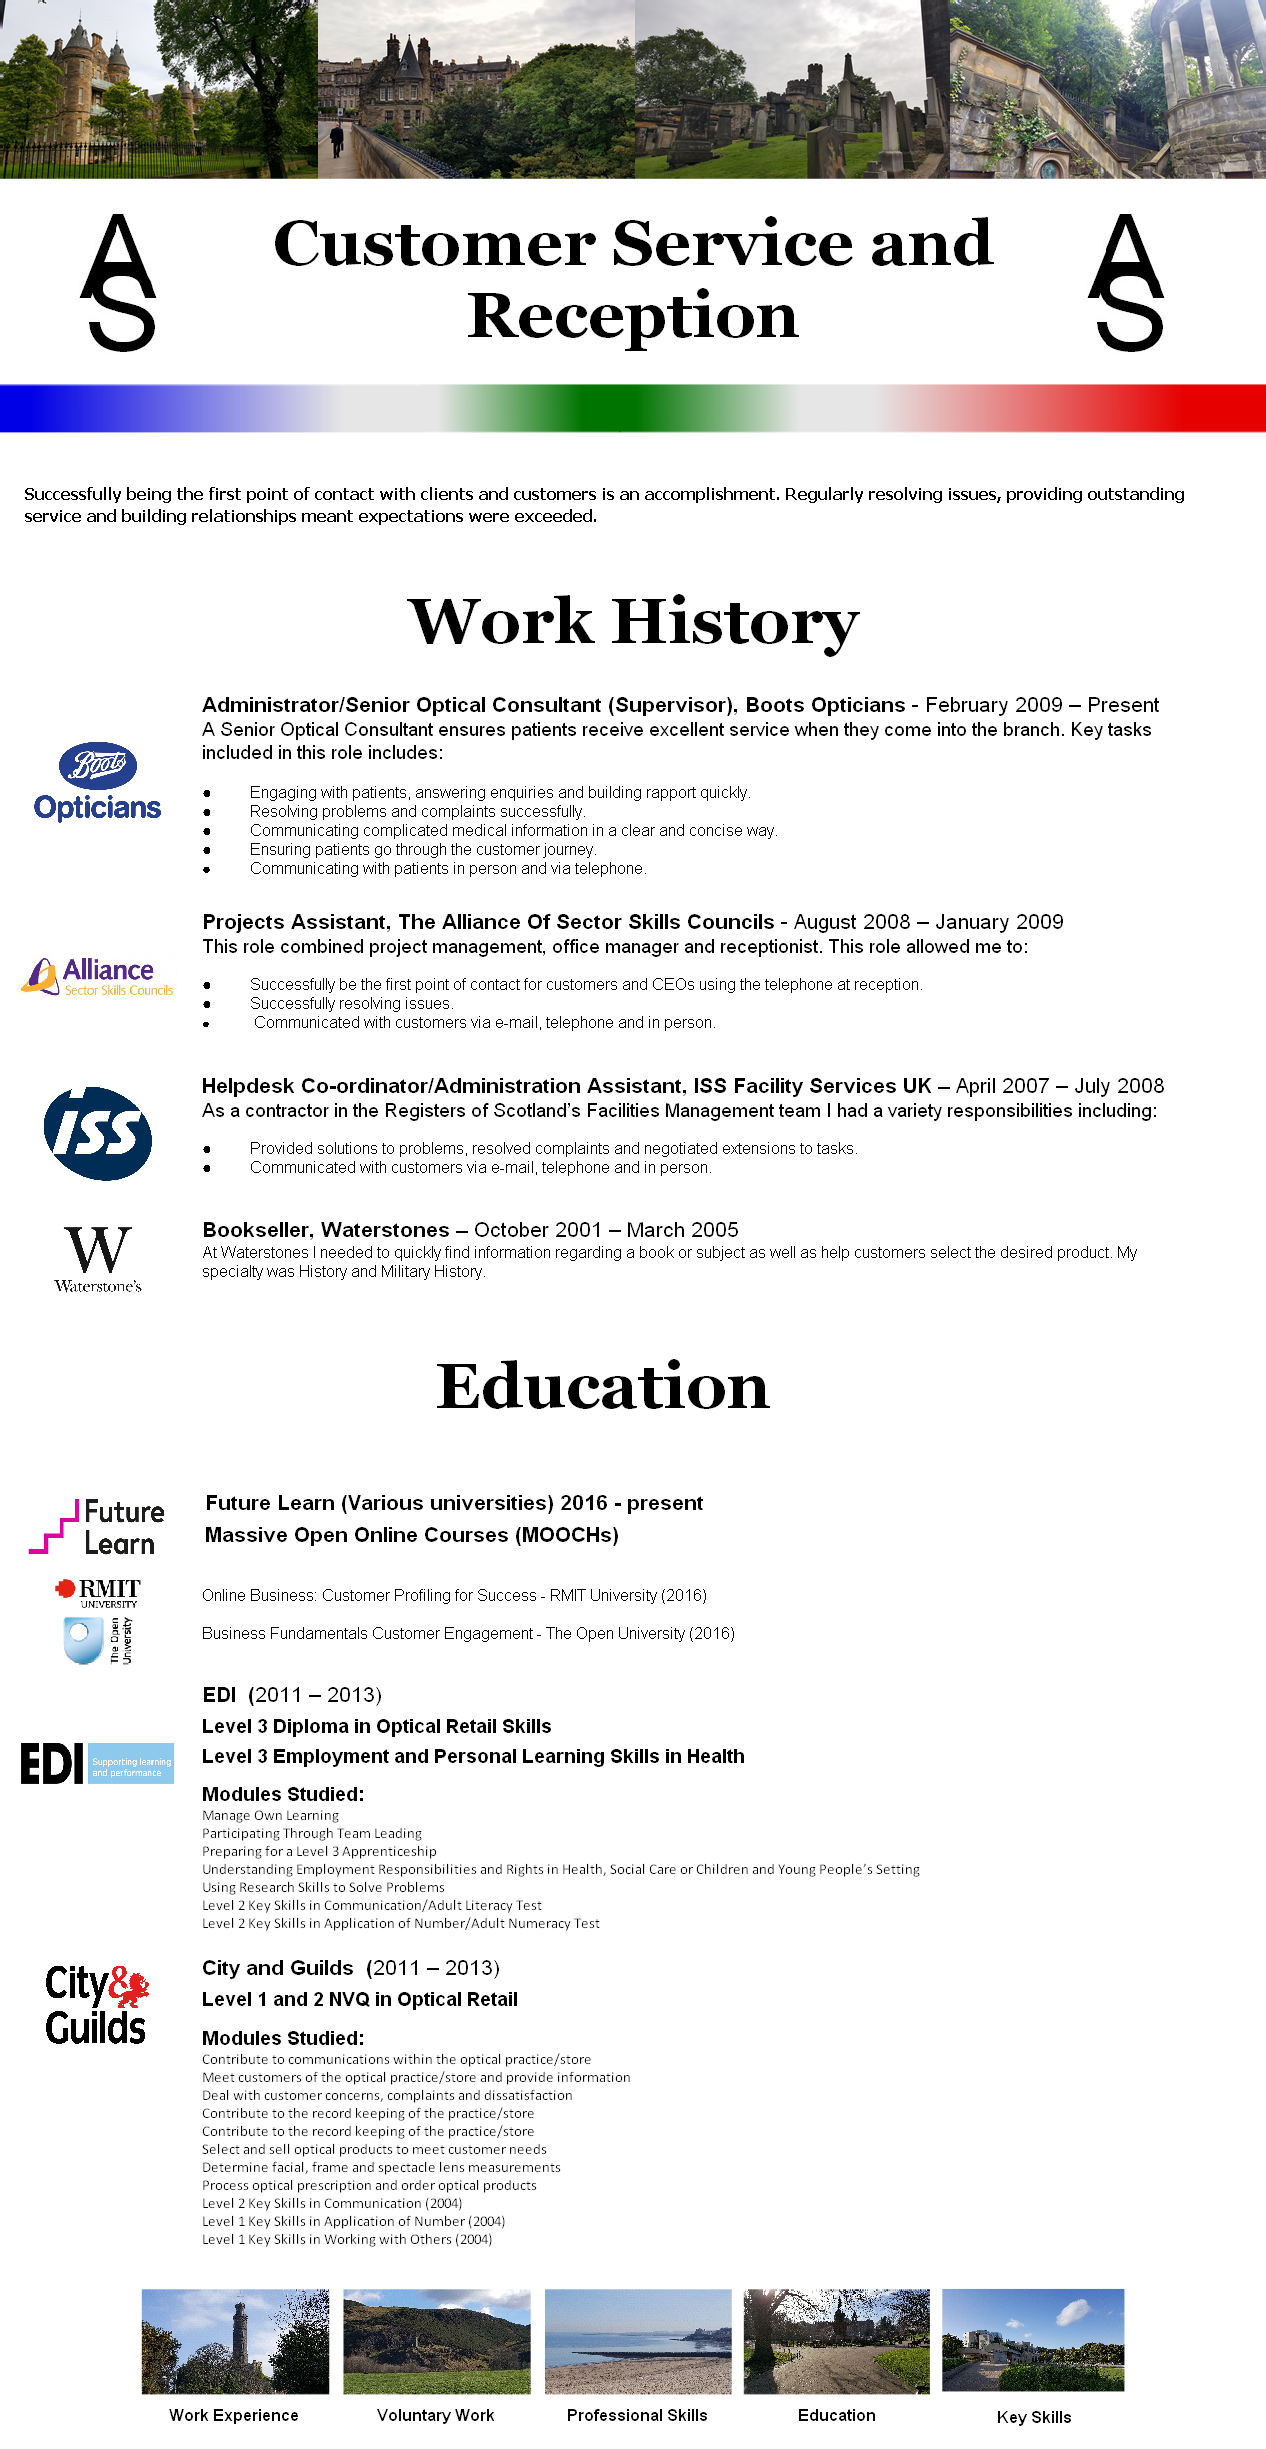 AS
Customer Service and
Reception
AS
Successfully being the first point of contact with clients and customers is an accomplishment. Regularly resolving issues, providing outstanding
service and building relationships meant expectations were exceeded.
Work History
Administrator/Senior Optical Consultant (Supervisor), Boots Opticians - February 2009 – Present
A Senior Optical Consultant ensures patients receive excellent service when they come into the branch. Key tasks
included in this role includes:
Boots
Opticians
● Engaging with patients, answering enquiries and building rapport quickly.
● Resolving problems and complaints successfully.
● Communicating complicated medical information in a clear and concise way.
● Ensuring patients go through the customer journey.
● Communicating with patients in person and via telephone.
Projects Assistant, The Alliance Of Sector Skills Councils - August 2008 – January 2009
This role combined project management, office manager and receptionist. This role allowed me to:
Alliance
Sector Skills Councils
● Successfully be the first point of contact for customers and CEOs using the telephone at reception.
● Successfully resolving issues.
● Communicated with customers via e-mail, telephone and in person.
Helpdesk Co-ordinator/Administration Assistant, ISS Facility Services UK – April 2007 – July 2008
As a contractor in the Registers of Scotland's Facilities Management team I had a variety responsibilities including:
ISS
● Provided solutions to problems, resolved complaints and negotiated extensions to tasks.
● Communicated with customers via e-mail, telephone and in person.
Bookseller, Waterstones – October 2001 – March 2005
At Waterstones I needed to quickly find information regarding a book or subject as well as help customers select the desired product. My
specialty was History and Military History.
W
Waterstone's
Education
Future
Learn
Future Learn (Various universities) 2016 - present
Massive Open Online Courses (MOOCHs)
RMIT
UNIVERSITY
Online Business: Customer Profiling for Success - RMIT University (2016)
The Open
University
Business Fundamentals Customer Engagement - The Open University (2016)
EDI (2011 – 2013)
Level 3 Diploma in Optical Retail Skills
Level 3 Employment and Personal Learning Skills in Health
EDI Supporting learning
and performance
Modules Studied:
Manage Own Learning
Participating Through Team Leading
Preparing for a Level 3 Apprenticeship
Understanding Employment Responsibilities and Rights in Health, Social Care or Children and Young People's Setting
Using Research Skills to Solve Problems
Level 2 Key Skills in Communication/Adult Literacy Test
Level 2 Key Skills in Application of Number/Adult Numeracy Test
City&
Guilds
City and Guilds (2011 – 2013)
Level 1 and 2 NVQ in Optical Retail
Modules Studied:
Contribute to communications within the optical practice/store
Meet customers of the optical practice/store and provide information
Deal with customer concerns, complaints and dissatisfaction
Contribute to the record keeping of the practice/store
Contribute to the record keeping of the practice/store
Select and sell optical products to meet customer needs
Determine facial, frame and spectacle lens measurements
Process optical prescription and order optical products
Level 2 Key Skills in Communication (2004)
Level 1 Key Skills in Application of Number (2004)
Level 1 Key Skills in Working with Others (2004)
Work Experience
Voluntary Work
Professional Skills
Education
Key Skills